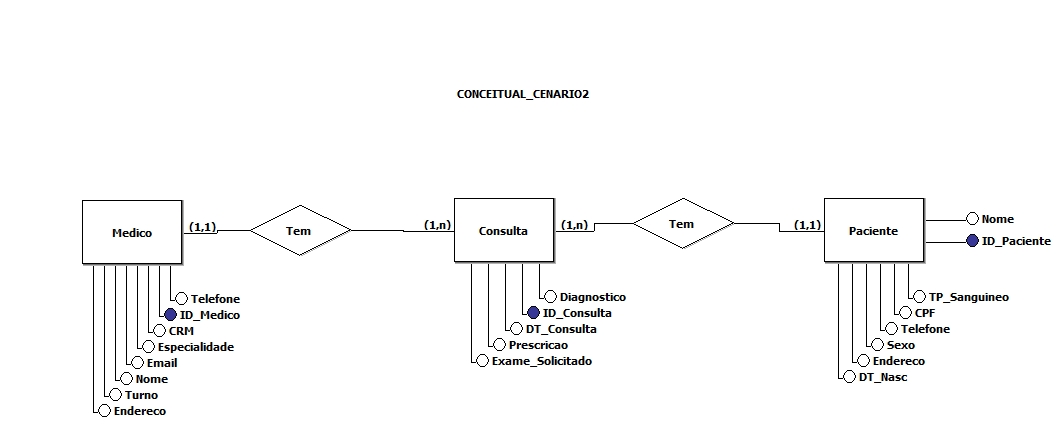 CONCEITUAL_CENARIO2
Medico
(1,1)
Tem
(1,n)
Consulta
(1,n)
Tem
(1,1)
Paciente
Nome
ID_Paciente
Telefone
ID_Medico
CRM
Especialidade
Email
Nome
Turno
Endereco
Diagnostico
ID_Consulta
DT_Consulta
Prescricao
Exame_Solicitado
TP_Sanguineo
CPF
Telefone
Sexo
Endereco
DT_Nasc